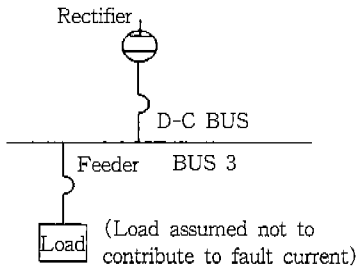 Rectifier
D-C BUS
Feeder BUS 3
Load
(Load assumed not to
contribute to fault current)